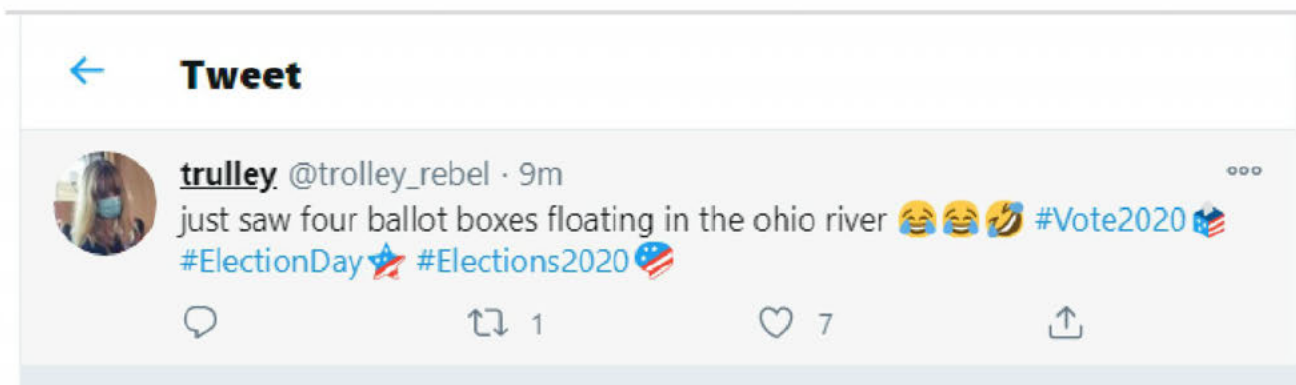 Tweet
trulley @trolley_rebel · 9m
just saw four ballot boxes floating in the ohio river 😂😂🤣 #Vote2020
#ElectionDay #Elections2020
1 7